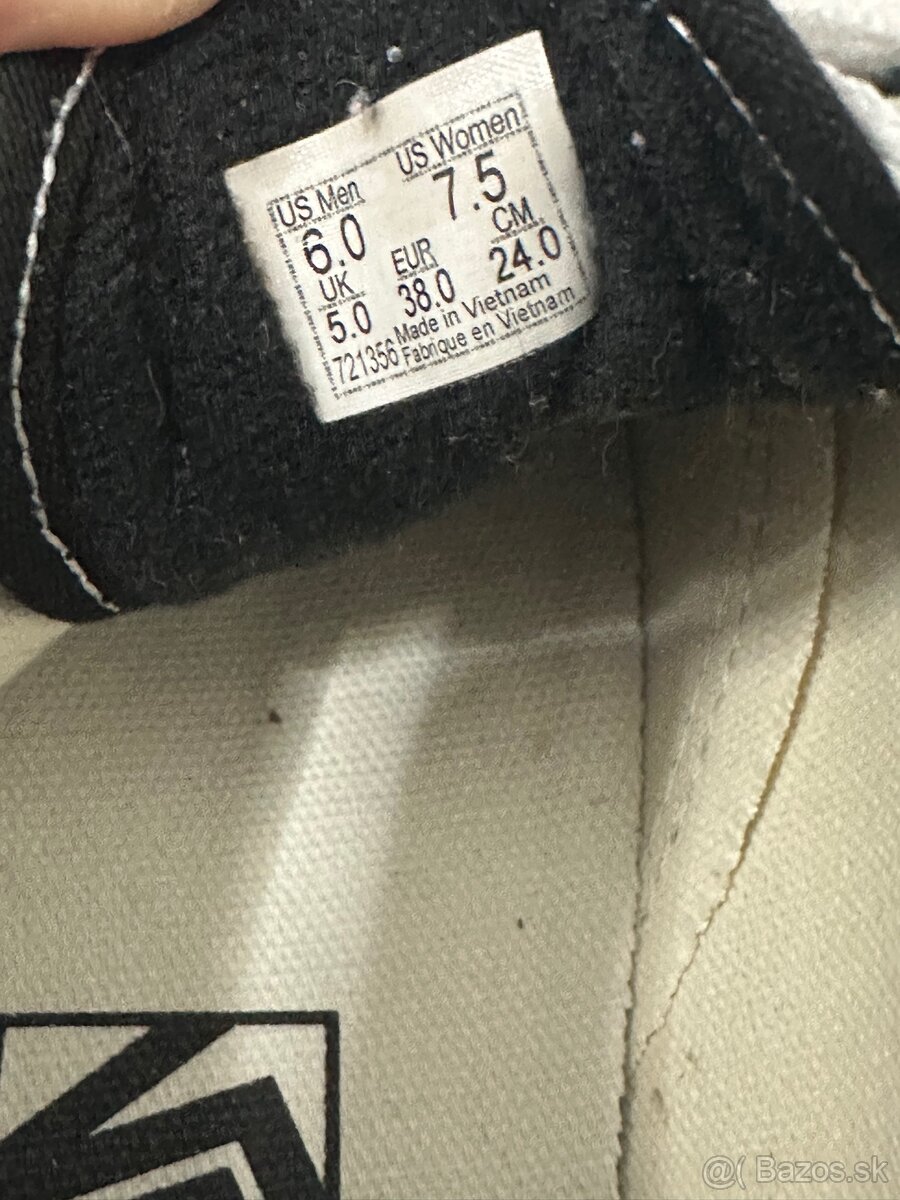 US Men US Women
6.0 7.5
UK EUR CM
5.0 38.0 24.0
721356 Made in Vietnam
Fabrique en Vietnam
@( Bazos.sk